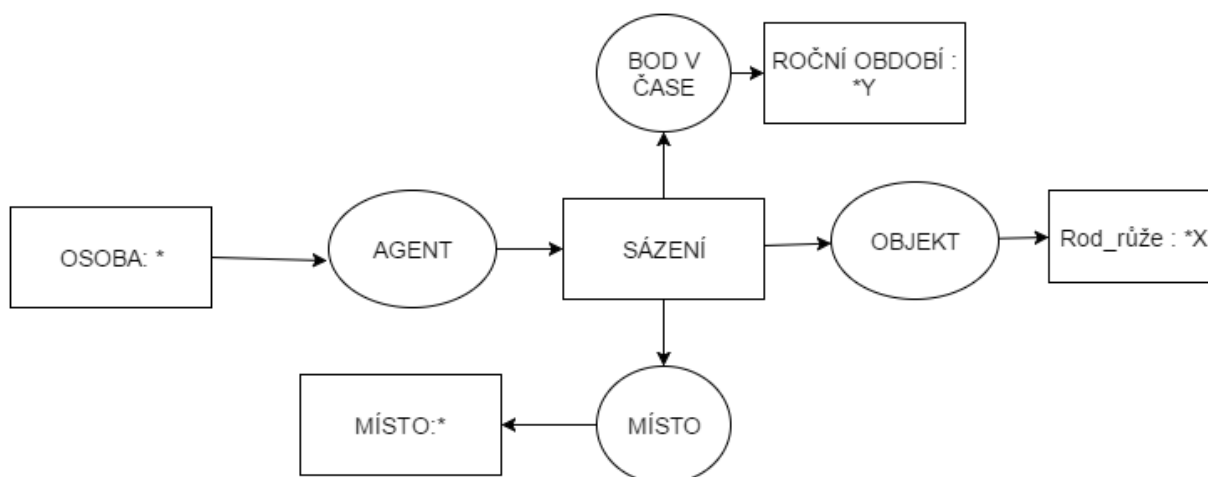 BOD V
ČASE
ROČNÍ OBDOBÍ :
*Y
OSOBA: *
AGENT
SÁZENÍ
OBJEKT
Rod_růže : *X
MÍSTO:*
MÍSTO